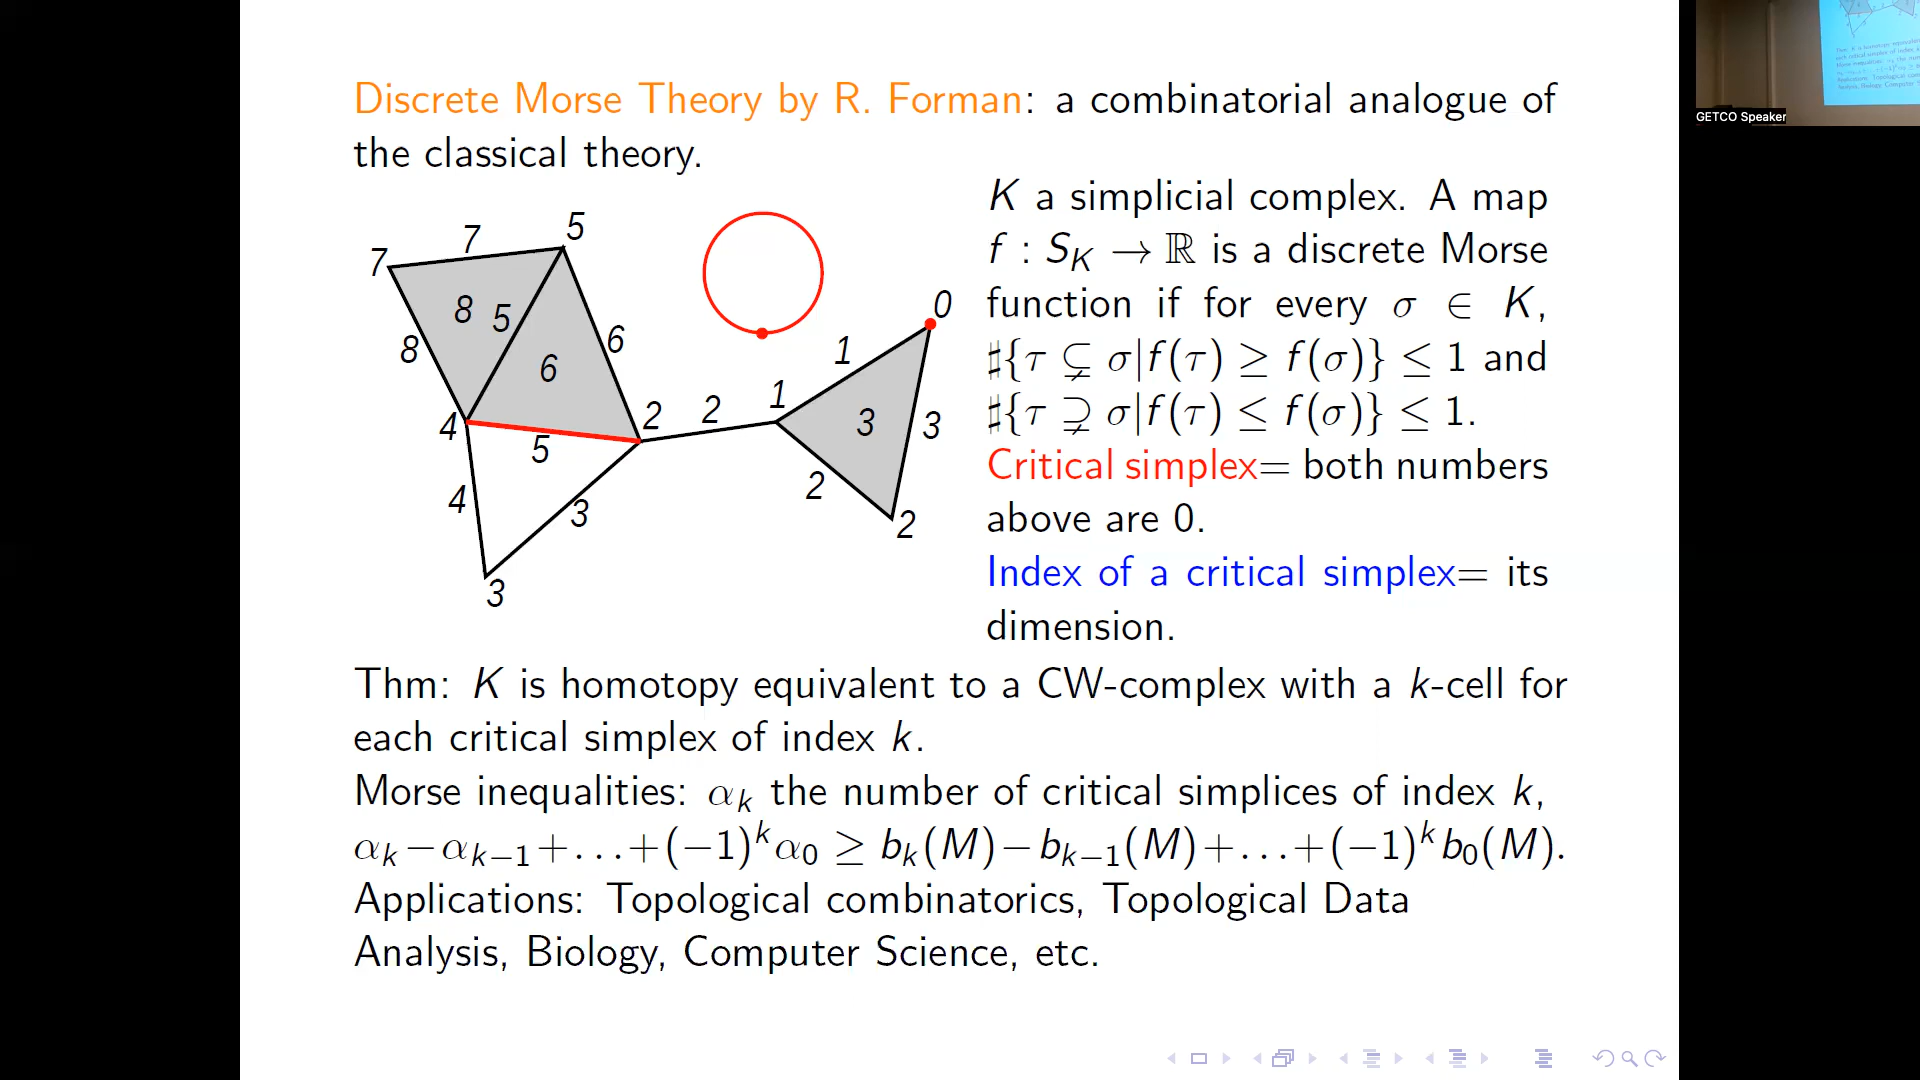 Discrete Morse Theory by R. Forman: a combinatorial analogue of
the classical theory.
7
7
5
8
5
8
6
6
4
5
2
2
1
1
0
3
3
2
2
4
3
3
K a simplicial complex. A map
f : S_K → ℝ is a discrete Morse
function if for every σ ∈ K,
♯{τ ⊊ σ|f(τ) ≥ f(σ)} ≤ 1 and
♯{τ ⊋ σ|f(τ) ≤ f(σ)} ≤ 1.
Critical simplex= both numbers
above are 0.
Index of a critical simplex= its
dimension.
Thm: K is homotopy equivalent to a CW-complex with a k-cell for
each critical simplex of index k.
Morse inequalities: α_k the number of critical simplices of index k,
α_k−α_{k−1}+...+(−1)^kα_0 ≥ b_k(M)−b_{k−1}(M)+...+(−1)^kb_0(M).
Applications: Topological combinatorics, Topological Data
Analysis, Biology, Computer Science, etc.
GETCO Speaker